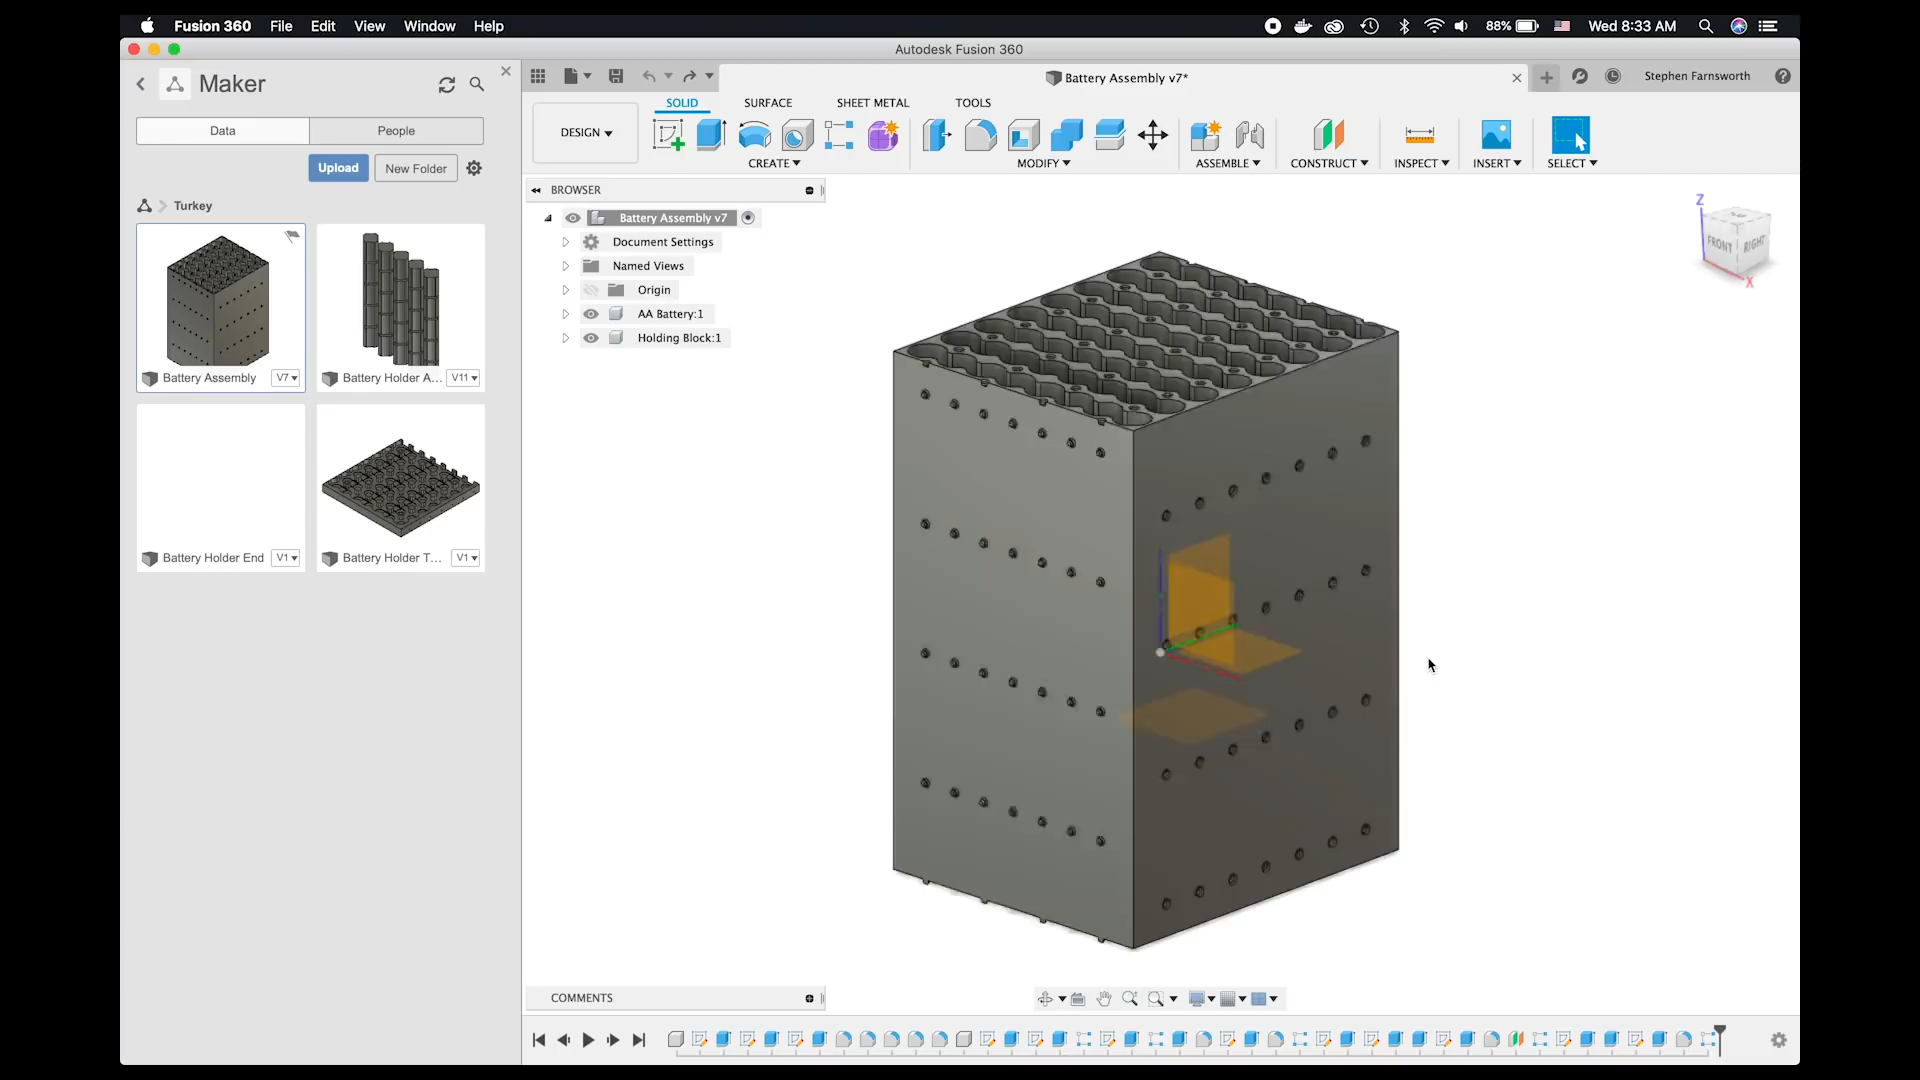 Fusion 360 File Edit View Window Help 88% Wed 8:33 AM
Autodesk Fusion 360
Maker
Data People
Upload New Folder
Turkey
Battery Assembly V7
Battery Holder A... V11
Battery Holder End V1
Battery Holder T... V1
Battery Assembly v7* Stephen Farnsworth
SOLID SURFACE SHEET METAL TOOLS
DESIGN
CREATE MODIFY ASSEMBLE CONSTRUCT INSPECT INSERT SELECT
BROWSER
Battery Assembly v7
Document Settings
Named Views
Origin
AA Battery:1
Holding Block:1
Z
FRONT RIGHT
X
COMMENTS